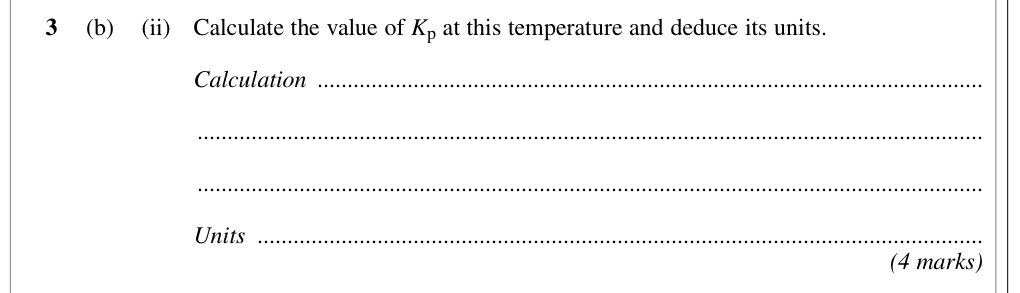 3 (b) (ii) Calculate the value of Kp at this temperature and deduce its units.
Calculation ................................................................................................................
....................................................................................................................................
....................................................................................................................................
Units ..........................................................................................................................
(4 marks)